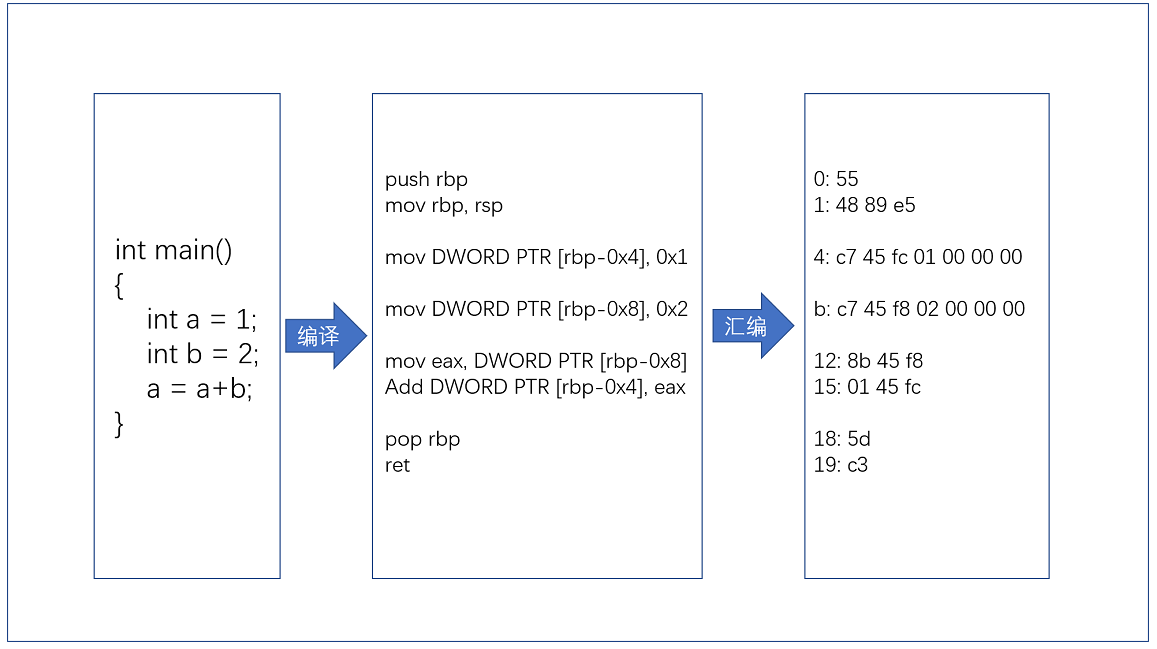 int main()
{
int a = 1;
int b = 2;
a = a+b;
}
编译
push rbp
mov rbp, rsp
mov DWORD PTR [rbp-0x4], 0x1
mov DWORD PTR [rbp-0x8], 0x2
mov eax, DWORD PTR [rbp-0x8]
Add DWORD PTR [rbp-0x4], eax
pop rbp
ret
汇编
0: 55
1: 48 89 e5
4: c7 45 fc 01 00 00 00
b: c7 45 f8 02 00 00 00
12: 8b 45 f8
15: 01 45 fc
18: 5d
19: c3